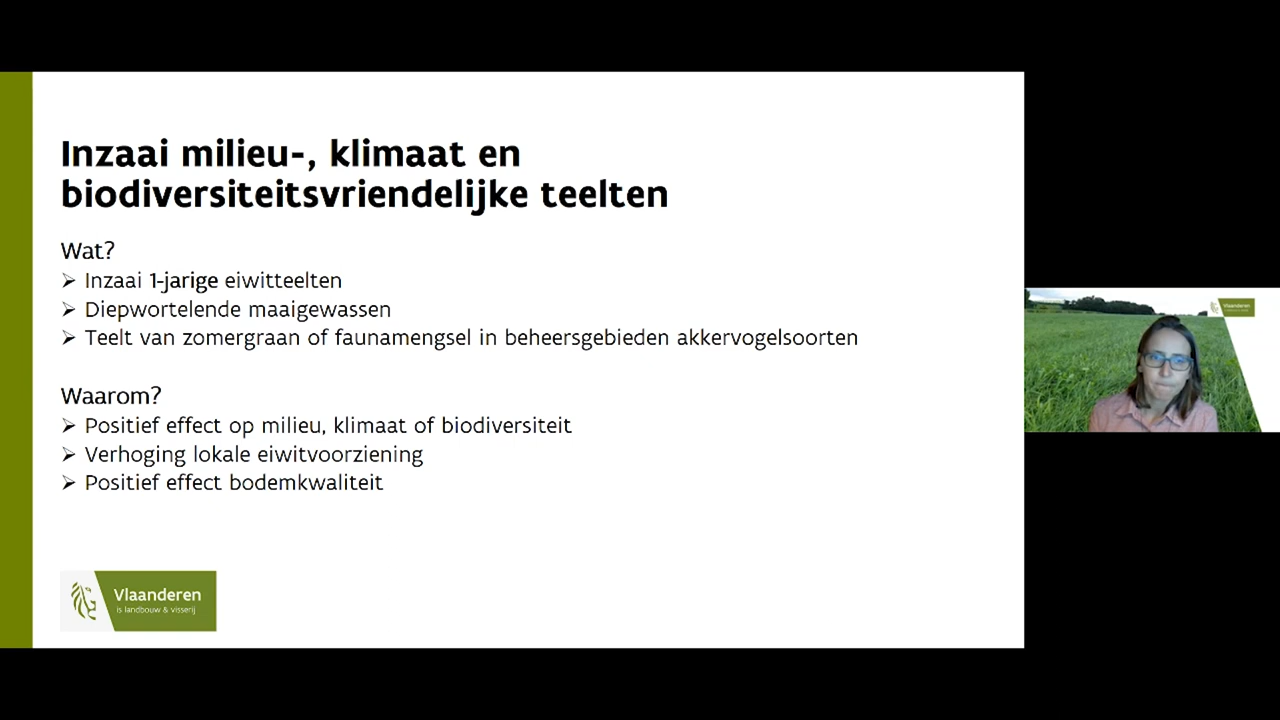 Inzaai milieu-, klimaat en
biodiversiteitsvriendelijke teelten
Wat?
➢ Inzaai 1-jarige eiwitteelten
➢ Diepwortelende maaigewassen
➢ Teelt van zomergraan of faunamengsel in beheersgebieden akkervogelsoorten
Waarom?
➢ Positief effect op milieu, klimaat of biodiversiteit
➢ Verhoging lokale eiwitvoorziening
➢ Positief effect bodemkwaliteit
Vlaanderen
is landbouw & visserij
Vlaanderen